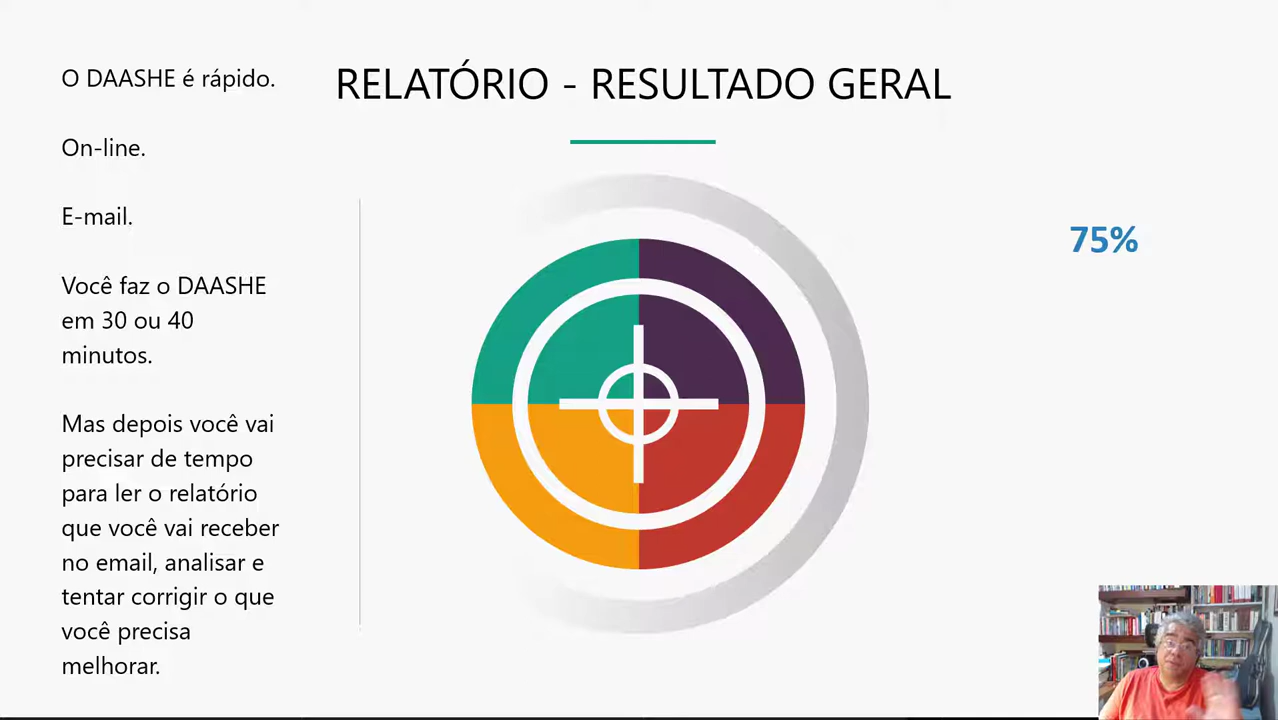 RELATÓRIO - RESULTADO GERAL
O DAASHE é rápido.
On-line.
E-mail.
Você faz o DAASHE
em 30 ou 40
minutos.
Mas depois você vai
precisar de tempo
para ler o relatório
que você vai receber
no email, analisar e
tentar corrigir o que
você precisa
melhorar.
75%